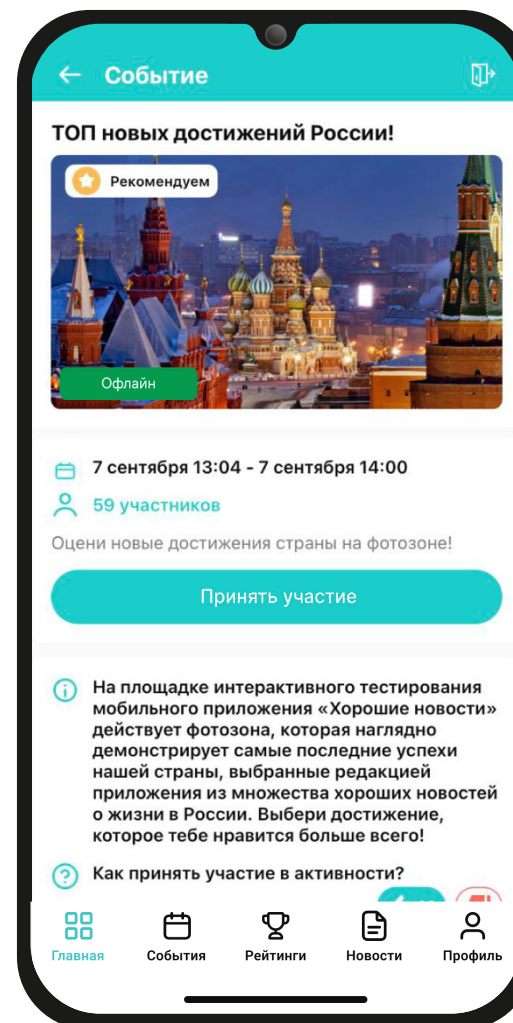 Событие
ТОП новых достижений России!
Рекомендуем
Офлайн
7 сентября 13:04 - 7 сентября 14:00
59 участников
Оцени новые достижения страны на фотозоне!
Принять участие
На площадке интерактивного тестирования
мобильного приложения «Хорошие новости»
действует фотозона, которая наглядно
демонстрирует самые последние успехи
нашей страны, выбранные редакцией
приложения из множества хороших новостей
о жизни в России. Выбери достижение,
которое тебе нравится больше всего!
Как принять участие в активности?
Главная События Рейтинги Новости Профиль